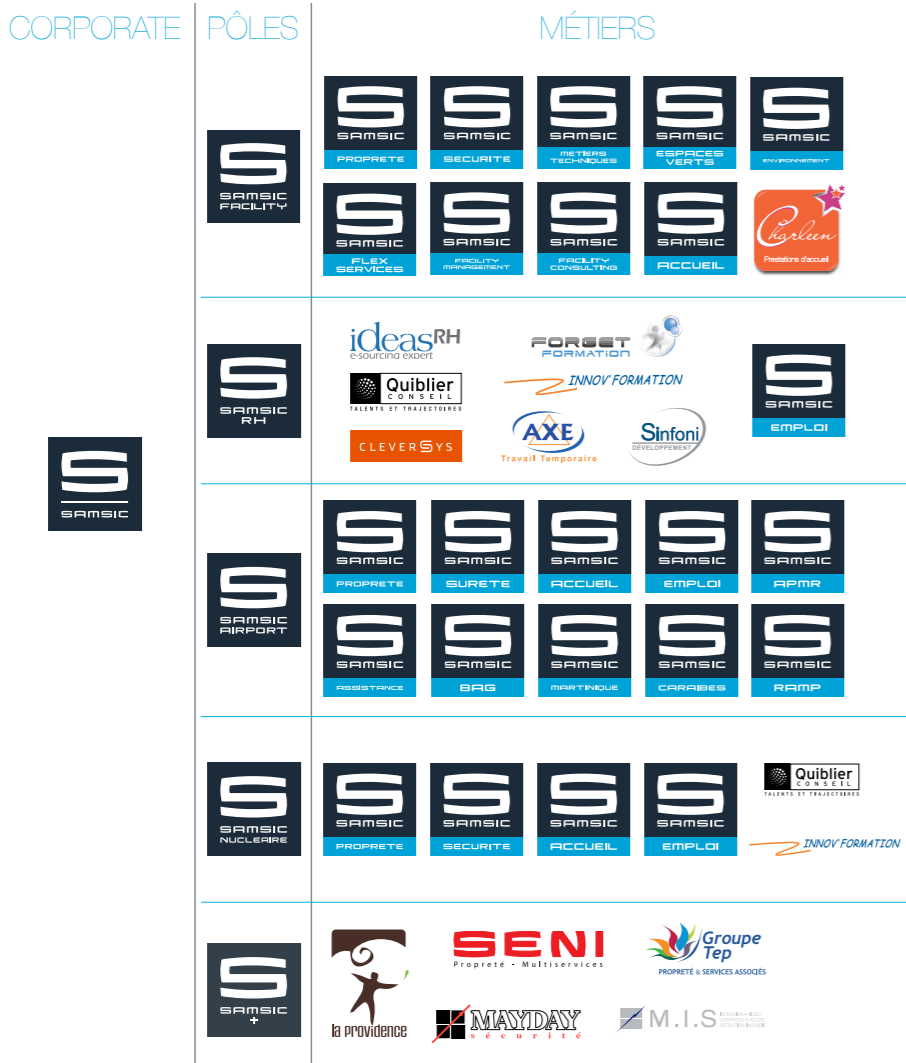 CORPORATE
PÔLES
MÉTIERS
SAMSIC
SAMSIC
FACILITY
SAMSIC
PROPRETE
SAMSIC
SECURITE
SAMSIC
METIERS
TECHNIQUES
SAMSIC
ESPACES
VERTS
SAMSIC
ENVIRONNEMENT
SAMSIC
FLEX
SERVICES
SAMSIC
FACILITY
MANAGEMENT
SAMSIC
FACILITY
CONSULTING
SAMSIC
ACCUEIL
Charleen
Prestations d'accueil
SAMSIC
RH
ideasRH
e-sourcing expert
FORGET
FORMATION
Quiblier
CONSEIL
TALENTS ET TRAJECTOIRES
INNOV'FORMATION
CLEVERSYS
AXE
Travail Temporaire
Sinfoni
DÉVELOPPEMENT
SAMSIC
EMPLOI
SAMSIC
AIRPORT
SAMSIC
PROPRETE
SAMSIC
SURETE
SAMSIC
ACCUEIL
SAMSIC
EMPLOI
SAMSIC
APMR
SAMSIC
ASSISTANCE
SAMSIC
BAG
SAMSIC
MARTINIQUE
SAMSIC
CARAIBES
SAMSIC
RAMP
SAMSIC
NUCLEAIRE
SAMSIC
PROPRETE
SAMSIC
SECURITE
SAMSIC
ACCUEIL
SAMSIC
EMPLOI
Quiblier
CONSEIL
TALENTS ET TRAJECTOIRES
INNOV'FORMATION
SAMSIC
+
la providence
SENI
Propreté - Multiservices
Groupe
Tep
PROPRETÉ & SERVICES ASSOCIÉS
MAYDAY
sécurité
M.I.S